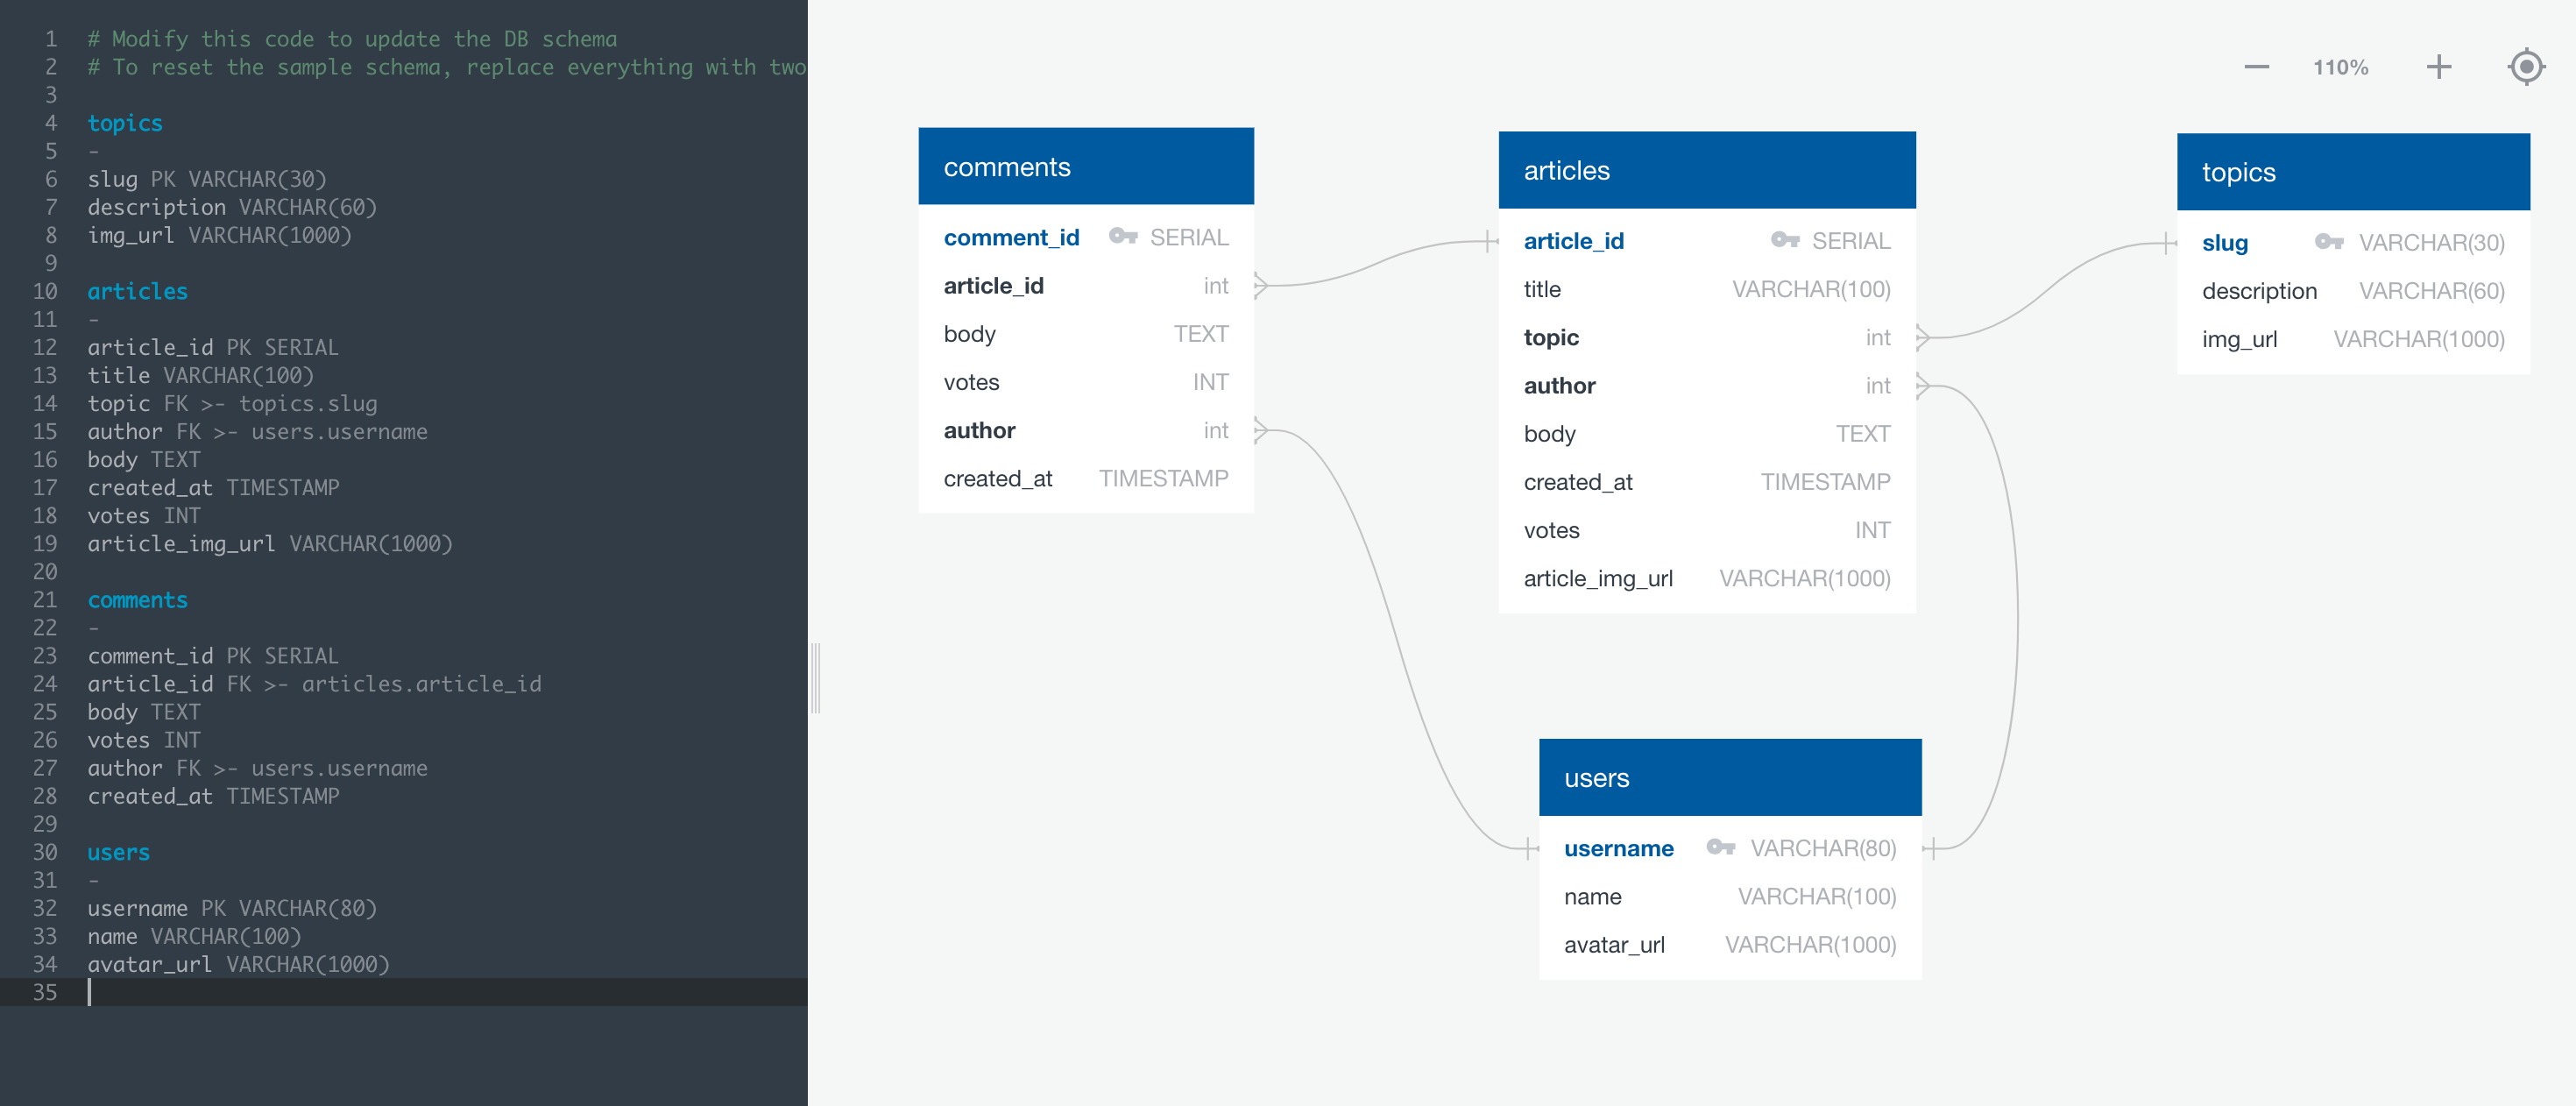 1 # Modify this code to update the DB schema
2 # To reset the sample schema, replace everything with two
3
4 topics
5 -
6 slug PK VARCHAR(30)
7 description VARCHAR(60)
8 img_url VARCHAR(1000)
9
10 articles
11 -
12 article_id PK SERIAL
13 title VARCHAR(100)
14 topic FK >- topics.slug
15 author FK >- users.username
16 body TEXT
17 created_at TIMESTAMP
18 votes INT
19 article_img_url VARCHAR(1000)
20
21 comments
22 -
23 comment_id PK SERIAL
24 article_id FK >- articles.article_id
25 body TEXT
26 votes INT
27 author FK >- users.username
28 created_at TIMESTAMP
29
30 users
31 -
32 username PK VARCHAR(80)
33 name VARCHAR(100)
34 avatar_url VARCHAR(1000)
35
110%
comments
comment_id SERIAL
article_id int
body TEXT
votes INT
author int
created_at TIMESTAMP
articles
article_id SERIAL
title VARCHAR(100)
topic int
author int
body TEXT
created_at TIMESTAMP
votes INT
article_img_url VARCHAR(1000)
topics
slug VARCHAR(30)
description VARCHAR(60)
img_url VARCHAR(1000)
users
username VARCHAR(80)
name VARCHAR(100)
avatar_url VARCHAR(1000)